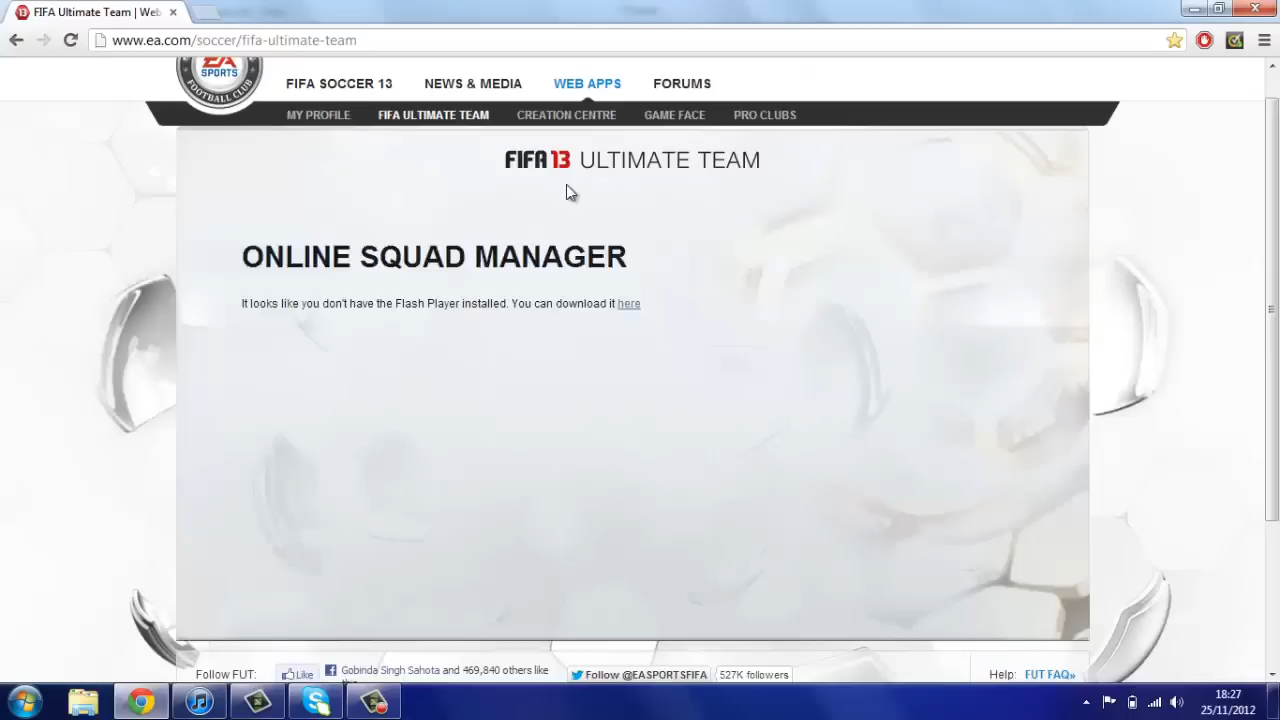 FIFA Ultimate Team | Web
www.ea.com/soccer/fifa-ultimate-team
EA
SPORTS
FOOTBALL CLUB
FIFA SOCCER 13 NEWS & MEDIA WEB APPS FORUMS
MY PROFILE FIFA ULTIMATE TEAM CREATION CENTRE GAME FACE PRO CLUBS
FIFA 13 ULTIMATE TEAM
ONLINE SQUAD MANAGER
It looks like you don't have the Flash Player installed. You can download it here
Follow FUT: Like Gobinda Singh Sahota and 469,840 others like Follow @EASPORTSFIFA 527K followers Help: FUT FAQ»
18:27
25/11/2012